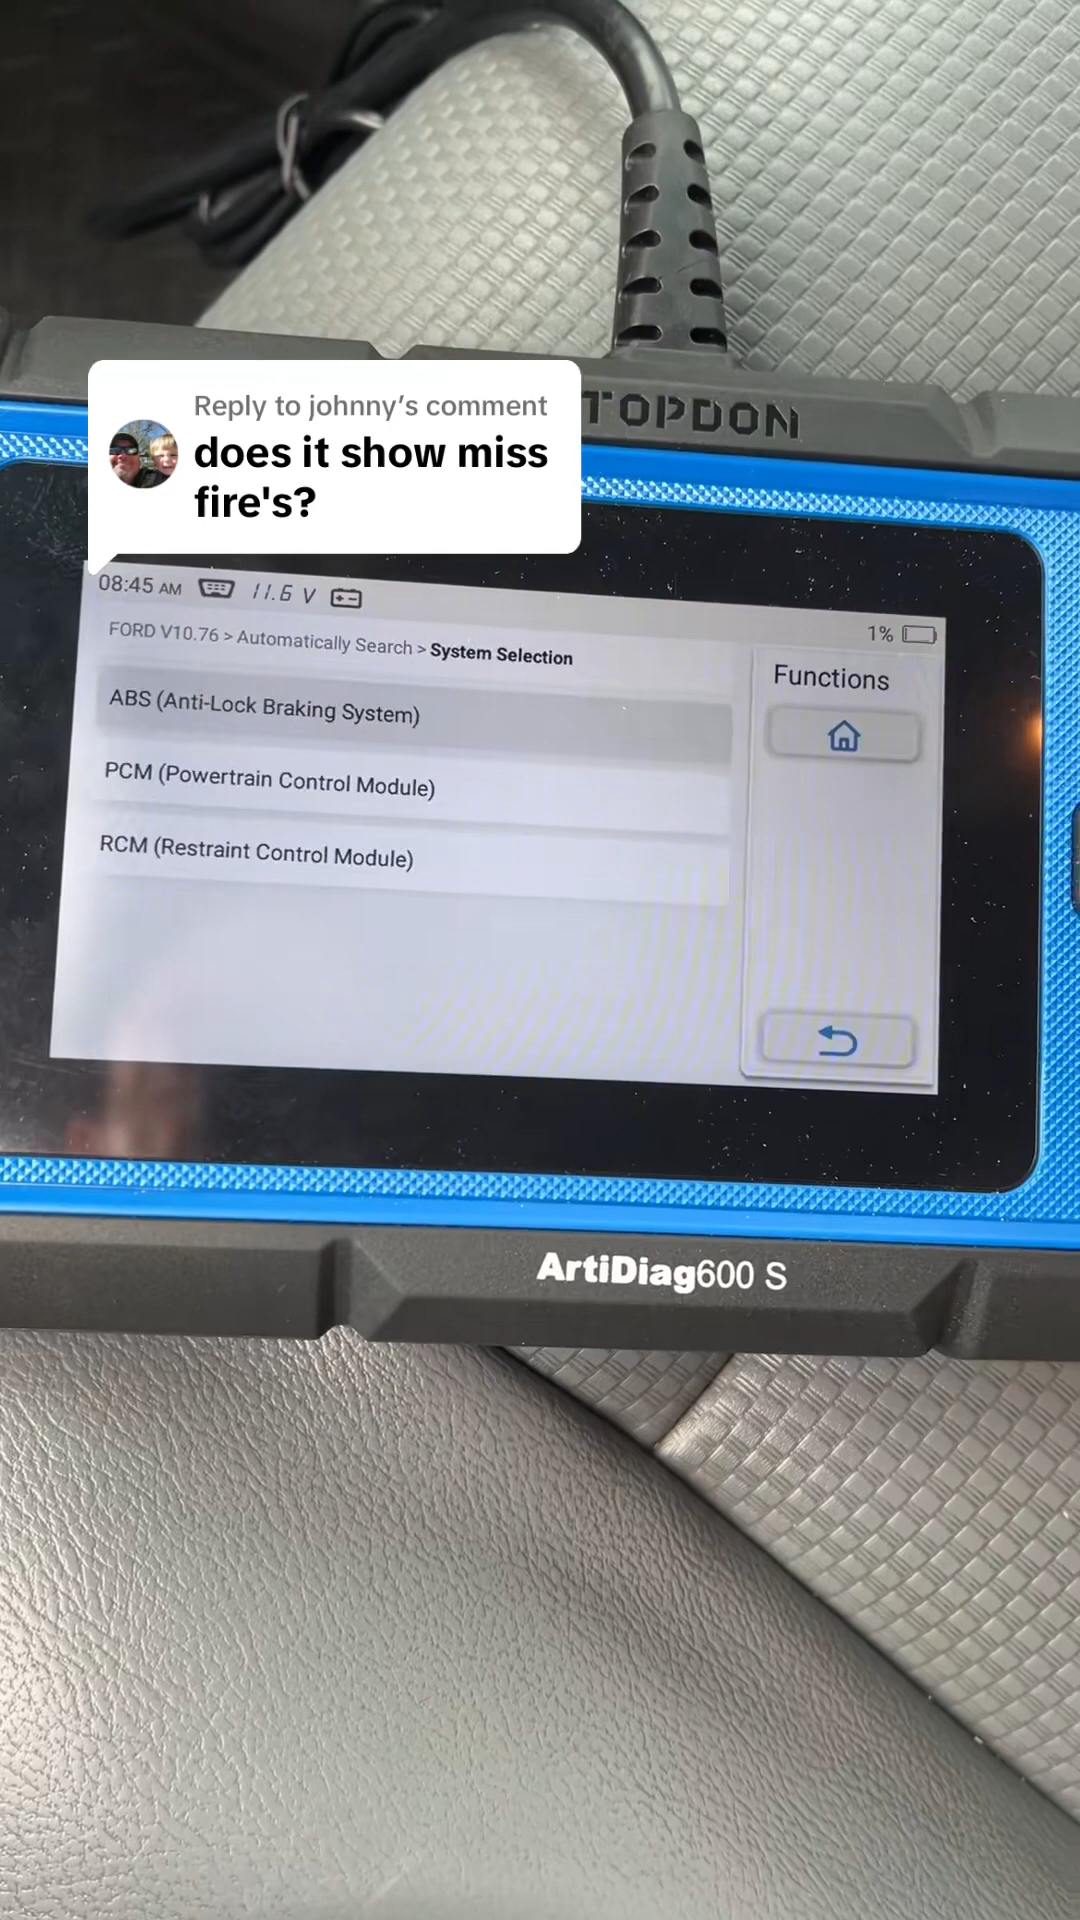 TOPDON
Reply to johnny's comment
does it show miss
fire's?
08:45 AM 11.6 V
1%
FORD V10.76 > Automatically Search > System Selection
Functions
ABS (Anti-Lock Braking System)
PCM (Powertrain Control Module)
RCM (Restraint Control Module)
ArtiDiag600 S